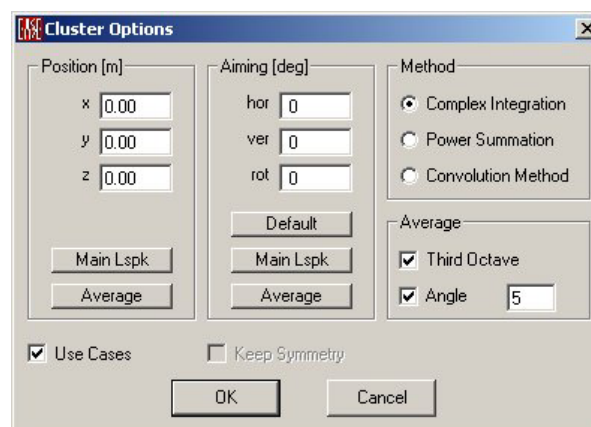 EASE Cluster Options
Position [m]
x 0.00
y 0.00
z 0.00
Main Lspk
Average
Aiming [deg]
hor 0
ver 0
rot 0
Default
Main Lspk
Average
Method
Complex Integration
Power Summation
Convolution Method
Average
Third Octave
Angle 5
Use Cases
Keep Symmetry
OK
Cancel